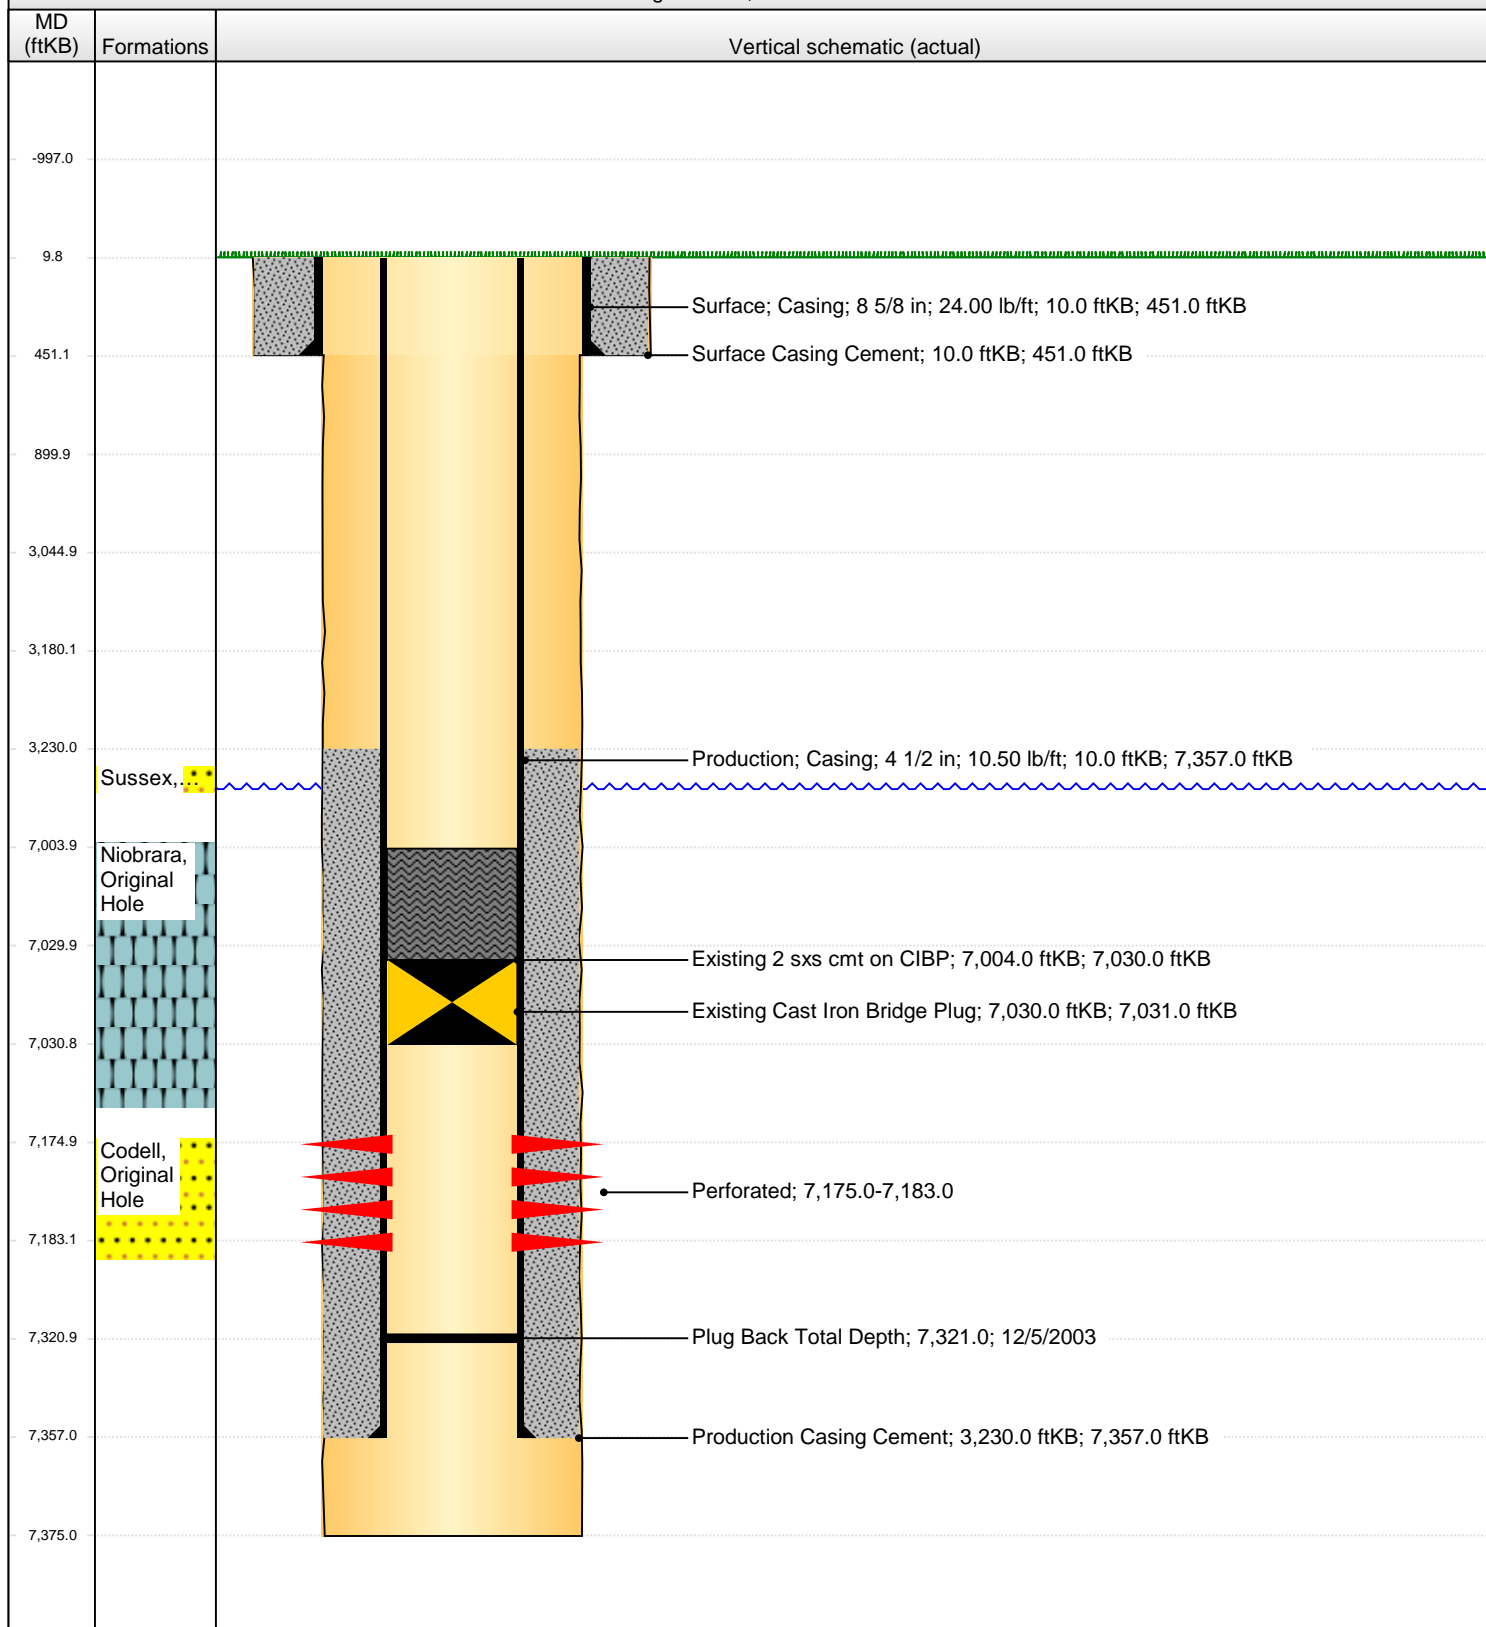 MD
(ftKB)
Formations
Vertical schematic (actual)
-997.0
9.8
Surface; Casing; 8 5/8 in; 24.00 lb/ft; 10.0 ftKB; 451.0 ftKB
451.1
Surface Casing Cement; 10.0 ftKB; 451.0 ftKB
899.9
3,044.9
3,180.1
3,230.0
Production; Casing; 4 1/2 in; 10.50 lb/ft; 10.0 ftKB; 7,357.0 ftKB
Sussex,...
7,003.9
Niobrara,
Original
Hole
7,029.9
Existing 2 sxs cmt on CIBP; 7,004.0 ftKB; 7,030.0 ftKB
Existing Cast Iron Bridge Plug; 7,030.0 ftKB; 7,031.0 ftKB
7,030.8
7,174.9
Codell,
Original
Hole
Perforated; 7,175.0-7,183.0
7,183.1
7,320.9
Plug Back Total Depth; 7,321.0; 12/5/2003
7,357.0
Production Casing Cement; 3,230.0 ftKB; 7,357.0 ftKB
7,375.0